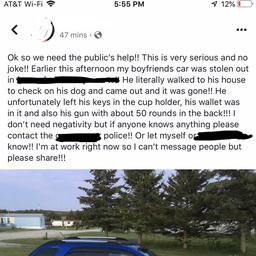 AT&T Wi-Fi 5:55 PM 12%
47 mins
Ok so we need the public's help!! This is very serious and no
joke!! Earlier this afternoon my boyfriends car was stolen out
in !! He literally walked to his house
to check on his dog and came out and it was gone!! He
unfortunately left his keys in the cup holder, his wallet was
in it and also his gun with about 50 rounds in the back!!! I
don't need negativity but if anyone knows anything please
contact the police!! Or let myself or
know!! I'm at work right now so I can't message people but
please share!!!